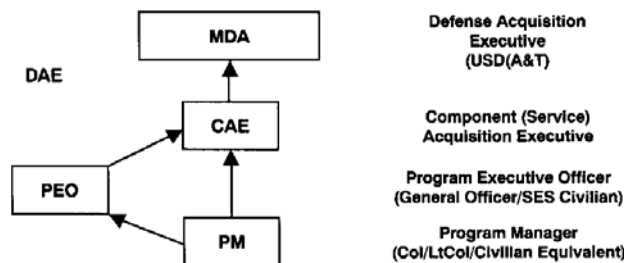 MDA
Defense Acquisition
Executive
(USD(A&T)
DAE
CAE
Component (Service)
Acquisition Executive
PEO
Program Executive Officer
(General Officer/SES Civilian)
PM
Program Manager
(Col/LtCol/Civilian Equivalent)